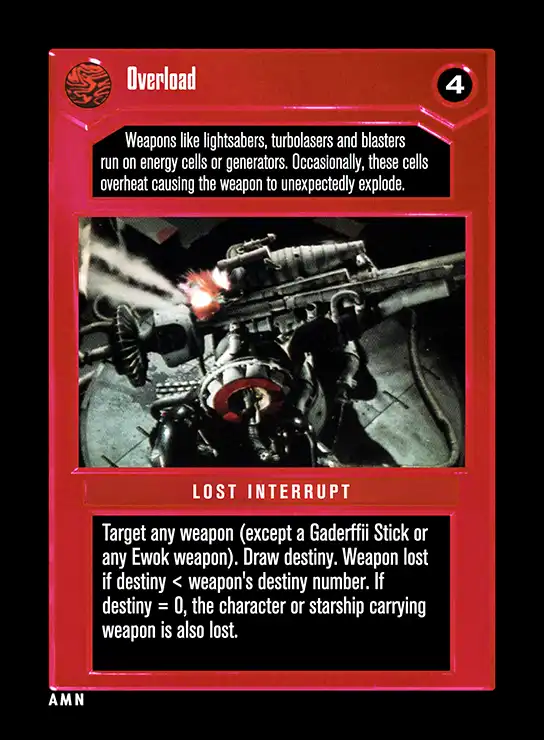 Overload
4
Weapons like lightsabers, turbolasers and blasters
run on energy cells or generators. Occasionally, these cells
overheat causing the weapon to unexpectedly explode.
LOST INTERRUPT
Target any weapon (except a Gaderffii Stick or
any Ewok weapon). Draw destiny. Weapon lost
if destiny < weapon's destiny number. If
destiny = 0, the character or starship carrying
weapon is also lost.
AMN